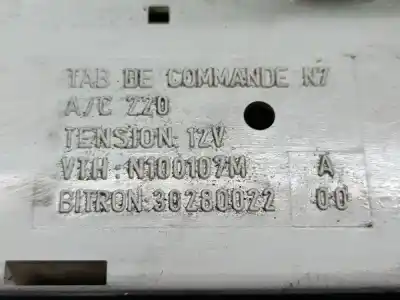 TAB DE COMMANDE N7
A/C 220
TENSION: 12V
VTH: N100107M A
BITRON: 30280022 00